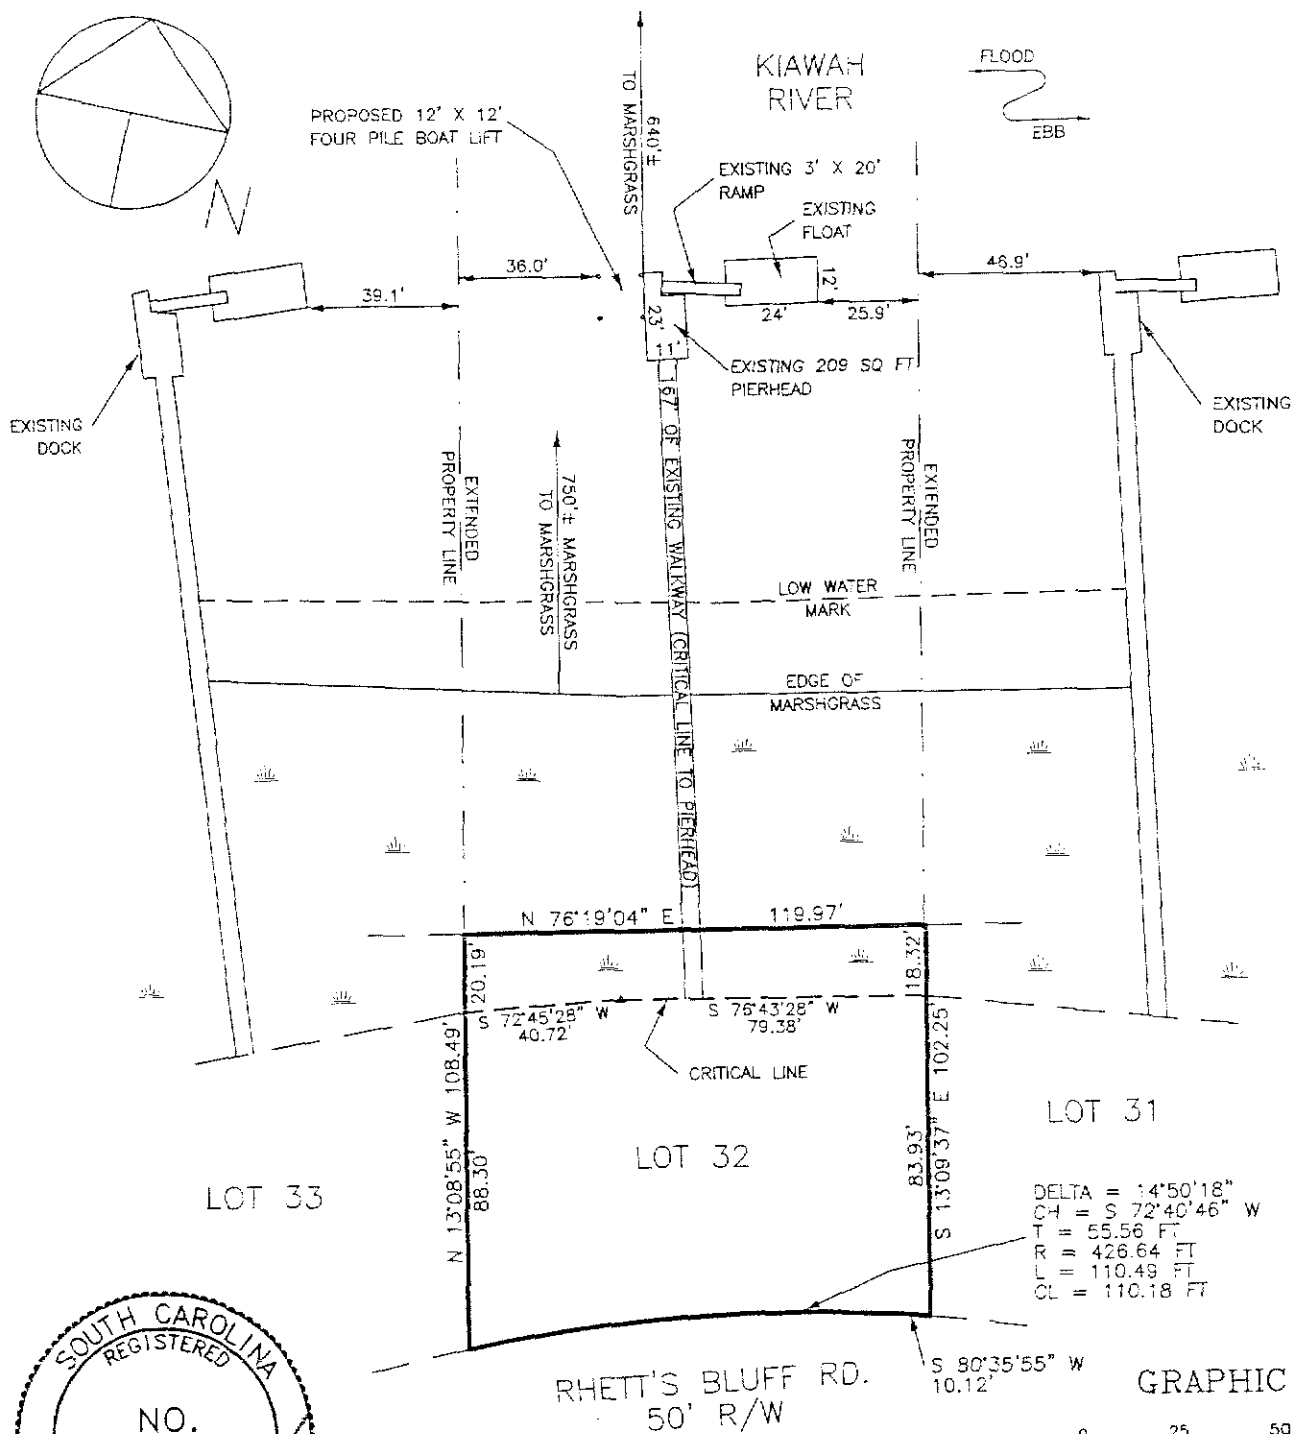 KIAWAH
RIVER
FLOOD
EBB
N
PROPOSED 12' X 12'
FOUR PILE BOAT LIFT
640'±
TO MARSHGRASS
EXISTING 3' X 20'
RAMP
EXISTING
FLOAT
36.0'
46.9'
39.1'
12'
24'
25.9'
23'
11'
EXISTING 209 SQ FT
PIERHEAD
EXISTING
DOCK
EXISTING
DOCK
EXTENDED
PROPERTY LINE
750'± MARSHGRASS
TO MARSHGRASS
167' OF EXISTING WALKWAY (CRITICAL LINE TO PIERHEAD)
EXTENDED
PROPERTY LINE
LOW WATER
MARK
EDGE OF
MARSHGRASS
N 76°19'04" E 119.97'
20.19'
18.32'
S 72°45'28" W
40.72'
S 76°43'28" W
79.38'
CRITICAL LINE
N 13°08'55" W 108.49'
88.30'
83.93'
S 13°09'37" E 102.25'
LOT 33
LOT 32
LOT 31
DELTA = 14°50'18"
CH = S 72°40'46" W
T = 55.56 FT
R = 426.64 FT
L = 110.49 FT
CL = 110.18 FT
S 80°35'55" W
10.12'
RHETT'S BLUFF RD.
50' R/W
SOUTH CAROLINA
REGISTERED
NO.
GRAPHIC
0 25 50